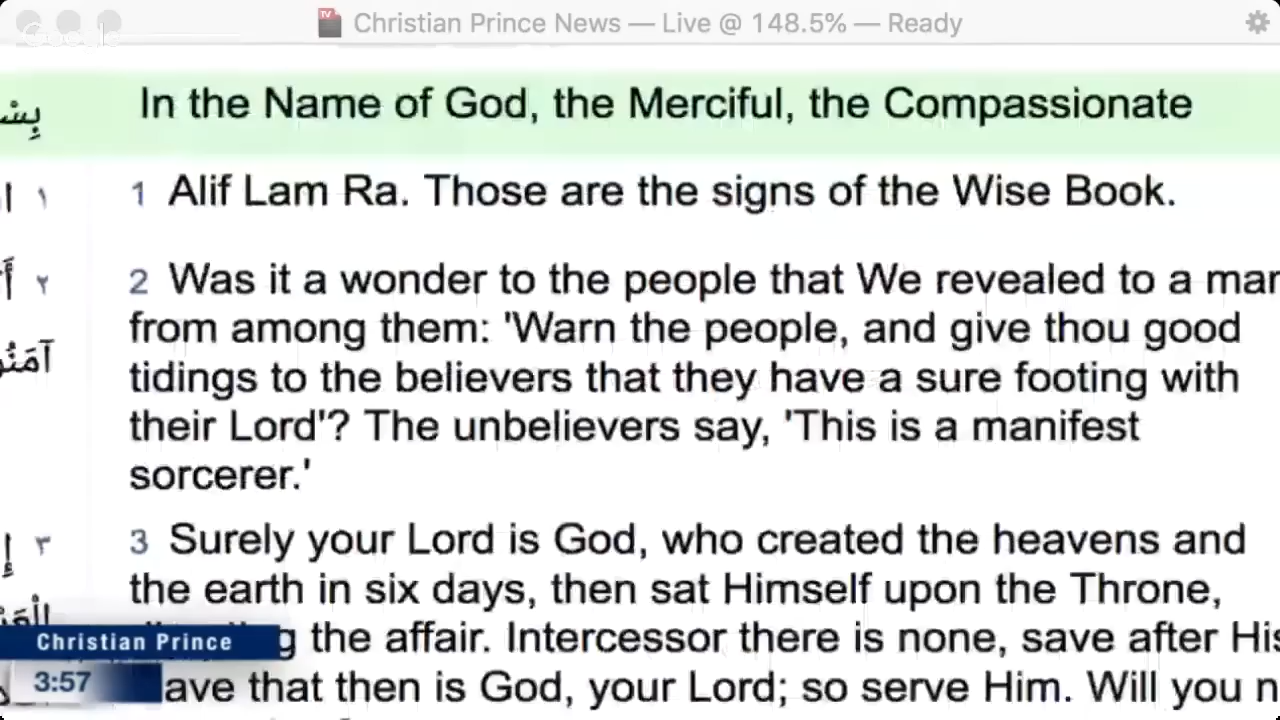 Christian Prince News — Live @ 148.5% — Ready
Google
In the Name of God, the Merciful, the Compassionate
١
1 Alif Lam Ra. Those are the signs of the Wise Book.
٢
2 Was it a wonder to the people that We revealed to a
from among them: 'Warn the people, and give thou good
tidings to the believers that they have a sure footing with
their Lord'? The unbelievers say, 'This is a manifest
sorcerer.'
٣
3 Surely your Lord is God, who created the heavens and
the earth in six days, then sat Himself upon the Throne,
the affair. Intercessor there is none, save after
that then is God, your Lord; so serve Him. Will you
Christian Prince
3:57